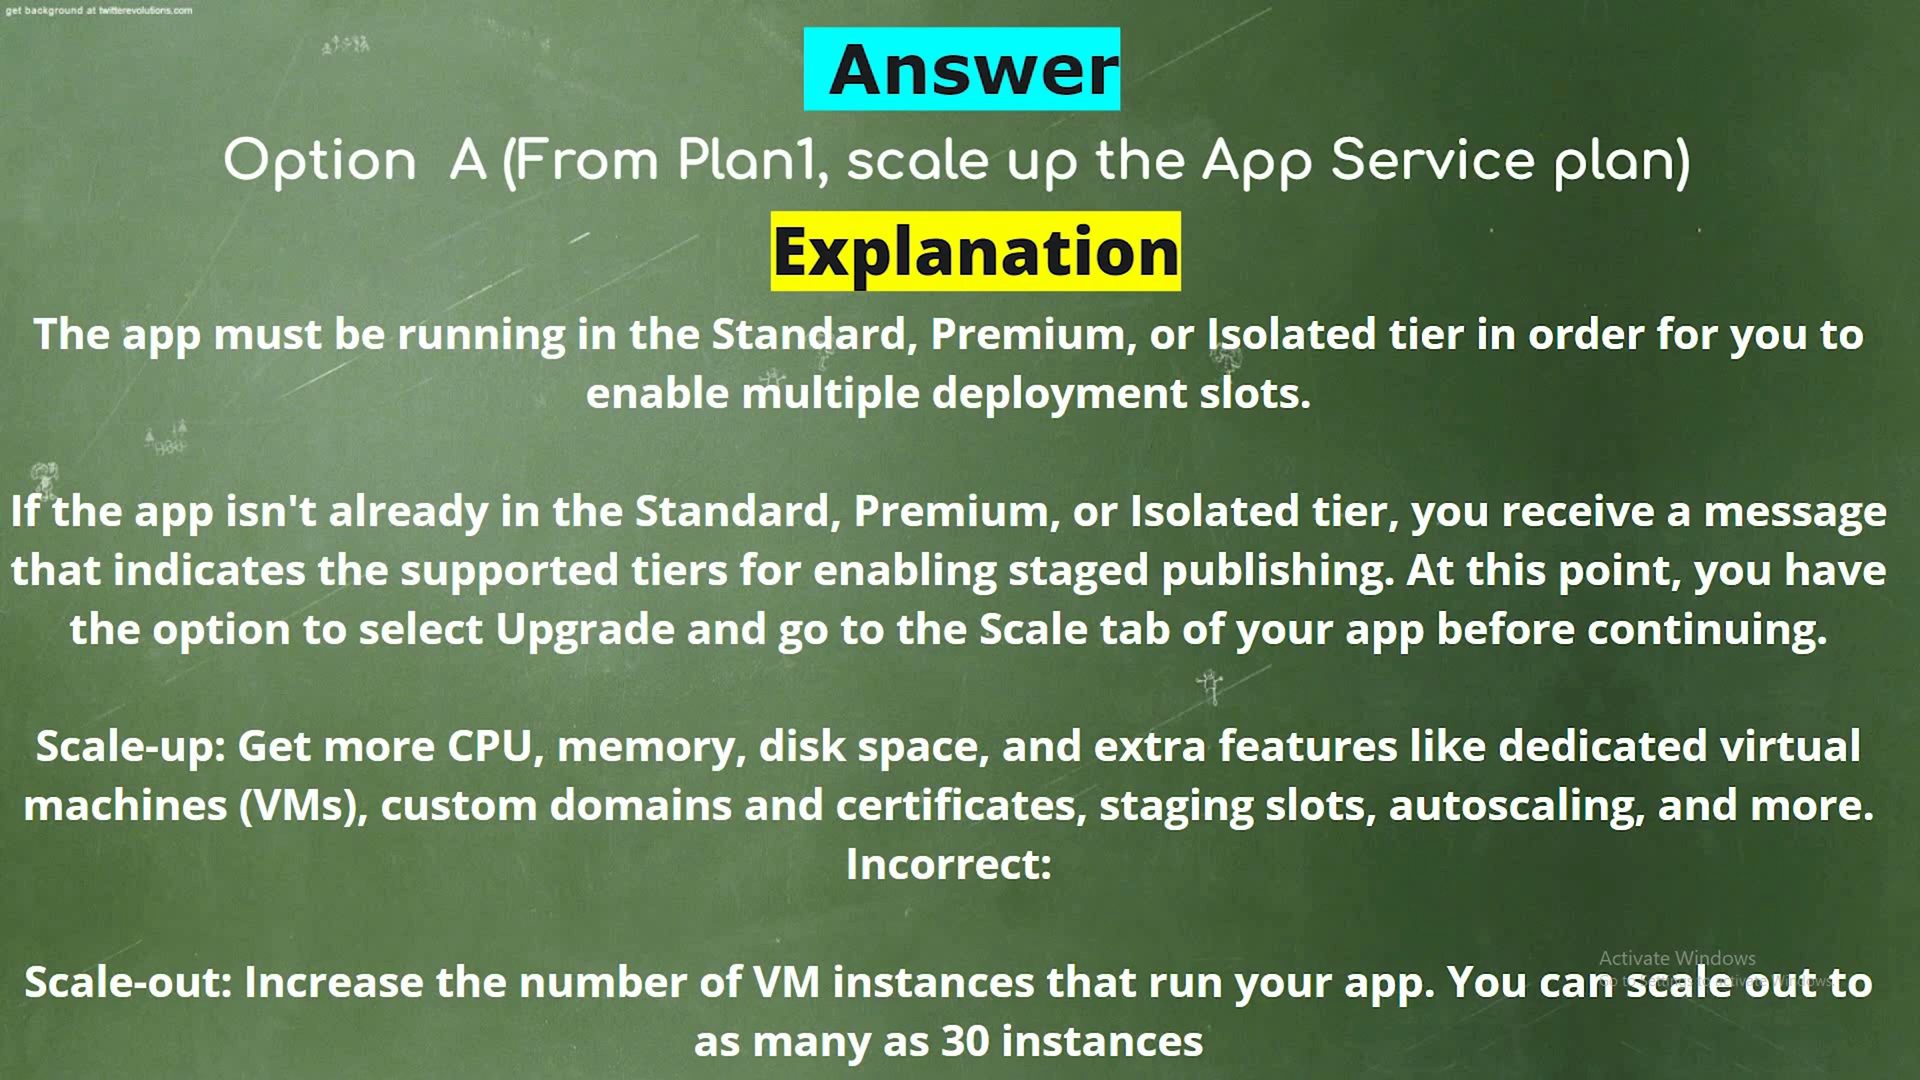 get background at twitterevolutions.com
Answer
Option A (From Plan1, scale up the App Service plan)
Explanation
The app must be running in the Standard, Premium, or Isolated tier in order for you to
enable multiple deployment slots.
If the app isn't already in the Standard, Premium, or Isolated tier, you receive a message
that indicates the supported tiers for enabling staged publishing. At this point, you have
the option to select Upgrade and go to the Scale tab of your app before continuing.
Scale-up: Get more CPU, memory, disk space, and extra features like dedicated virtual
machines (VMs), custom domains and certificates, staging slots, autoscaling, and more.
Incorrect:
Activate Windows
Go to Settings to activate Windows.
Scale-out: Increase the number of VM instances that run your app. You can scale out to
as many as 30 instances